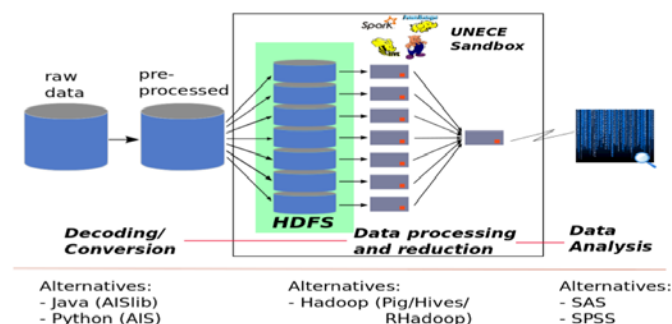 Spark
UNECE
Sandbox
raw
data
pre-
processed
HDFS
Decoding/
Conversion
Data processing
and reduction
Data
Analysis
Alternatives:
- Java (AISlib)
- Python (AIS)
Alternatives:
- Hadoop (Pig/Hives/
RHadoop)
Alternatives:
- SAS
- SPSS